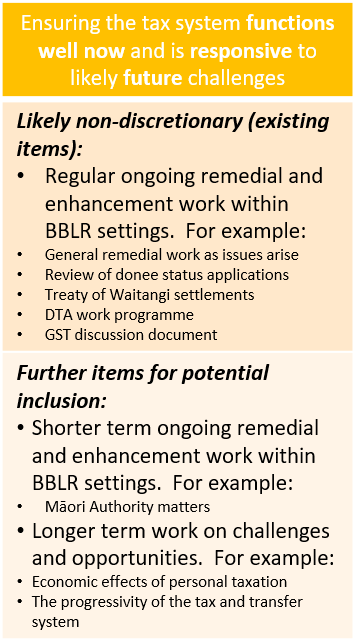 Ensuring the tax system functions
well now and is responsive to
likely future challenges
Likely non-discretionary (existing
items):
• Regular ongoing remedial and
enhancement work within
BBLR settings.  For example:
• General remedial work as issues arise
• Review of donee status applications
• Treaty of Waitangi settlements
• DTA work programme
• GST discussion document
Further items for potential
inclusion:
• Shorter term ongoing remedial
and enhancement work within
BBLR settings.  For example:
• Māori Authority matters
• Longer term work on challenges
and opportunities.  For example:
• Economic effects of personal taxation
• The progressivity of the tax and transfer
system